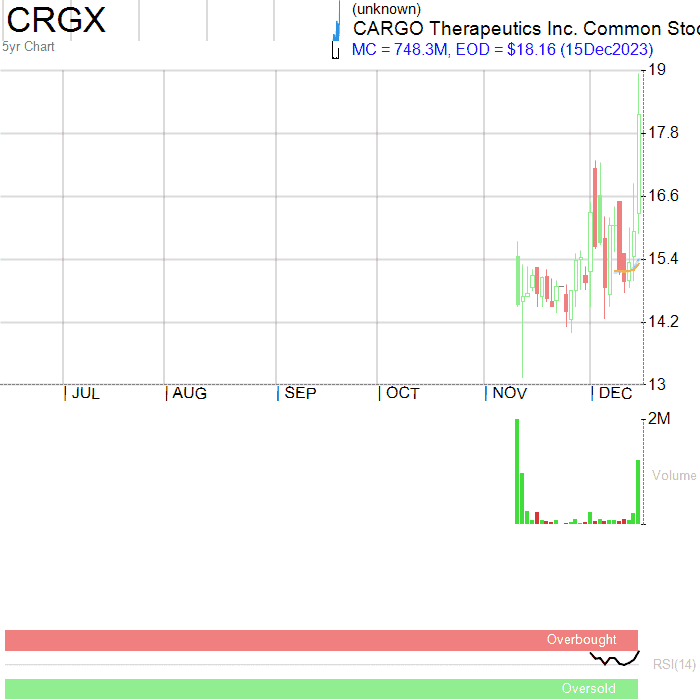 CRGX
(unknown)
CARGO Therapeutics Inc. Common Stoc
5yr Chart
MC = 748.3M, EOD = $18.16 (15Dec2023)
19
17.8
16.6
15.4
14.2
13
JUL AUG SEP OCT NOV DEC
2M
Volume
Overbought
RSI(14)
Oversold